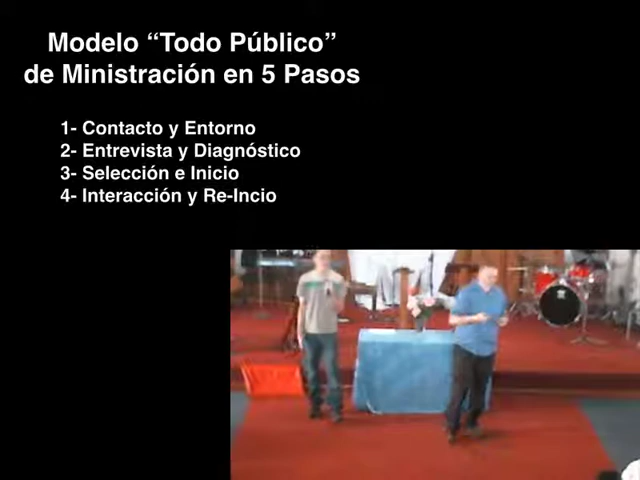 Modelo “Todo Público”
de Ministración en 5 Pasos
1- Contacto y Entorno
2- Entrevista y Diagnóstico
3- Selección e Inicio
4- Interacción y Re-Incio